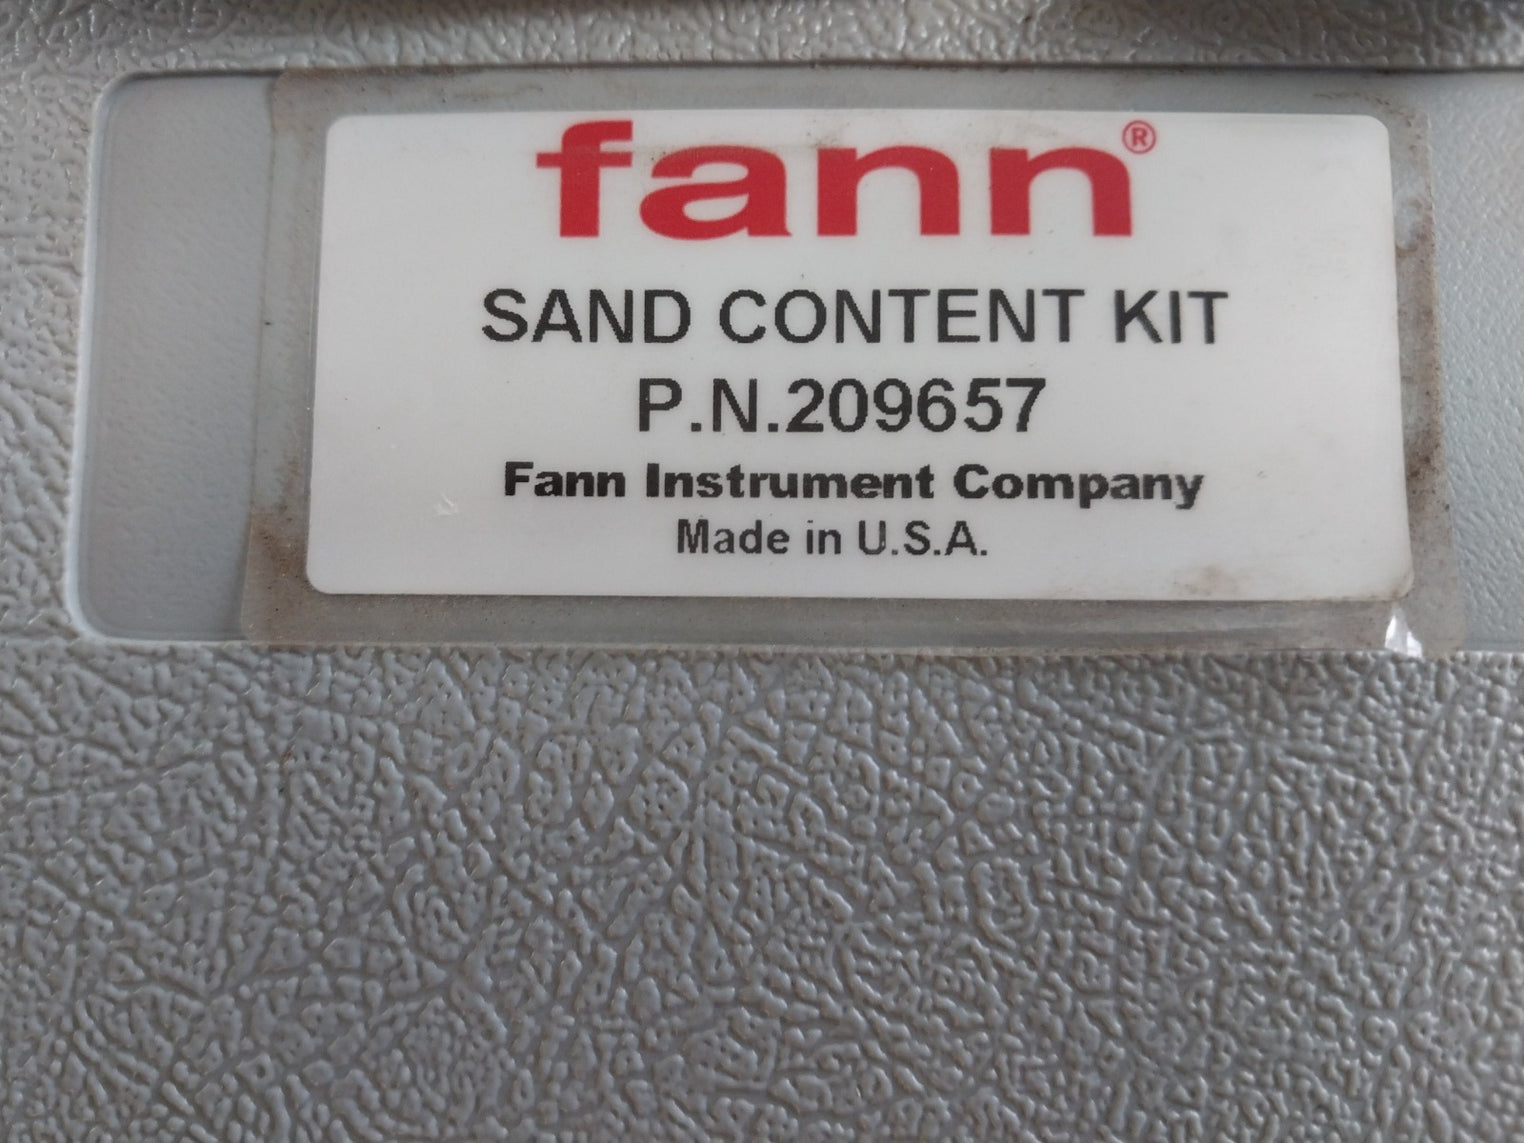 fann®
SAND CONTENT KIT
P.N.209657
Fann Instrument Company
Made in U.S.A.